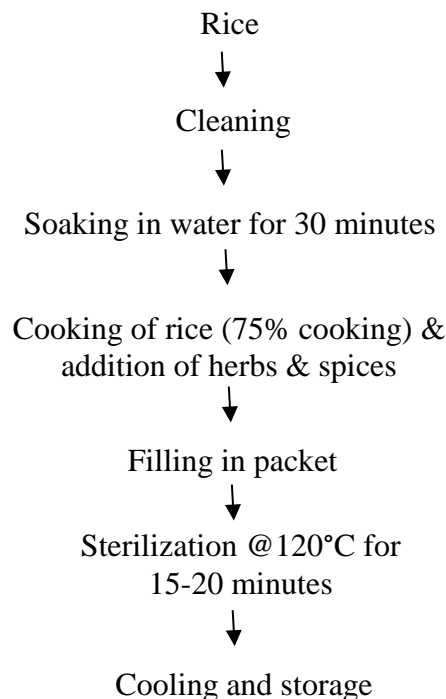 Rice
Cleaning
Soaking in water for 30 minutes
Cooking of rice (75% cooking) &
addition of herbs & spices
Filling in packet
Sterilization @120°C for
15-20 minutes
Cooling and storage